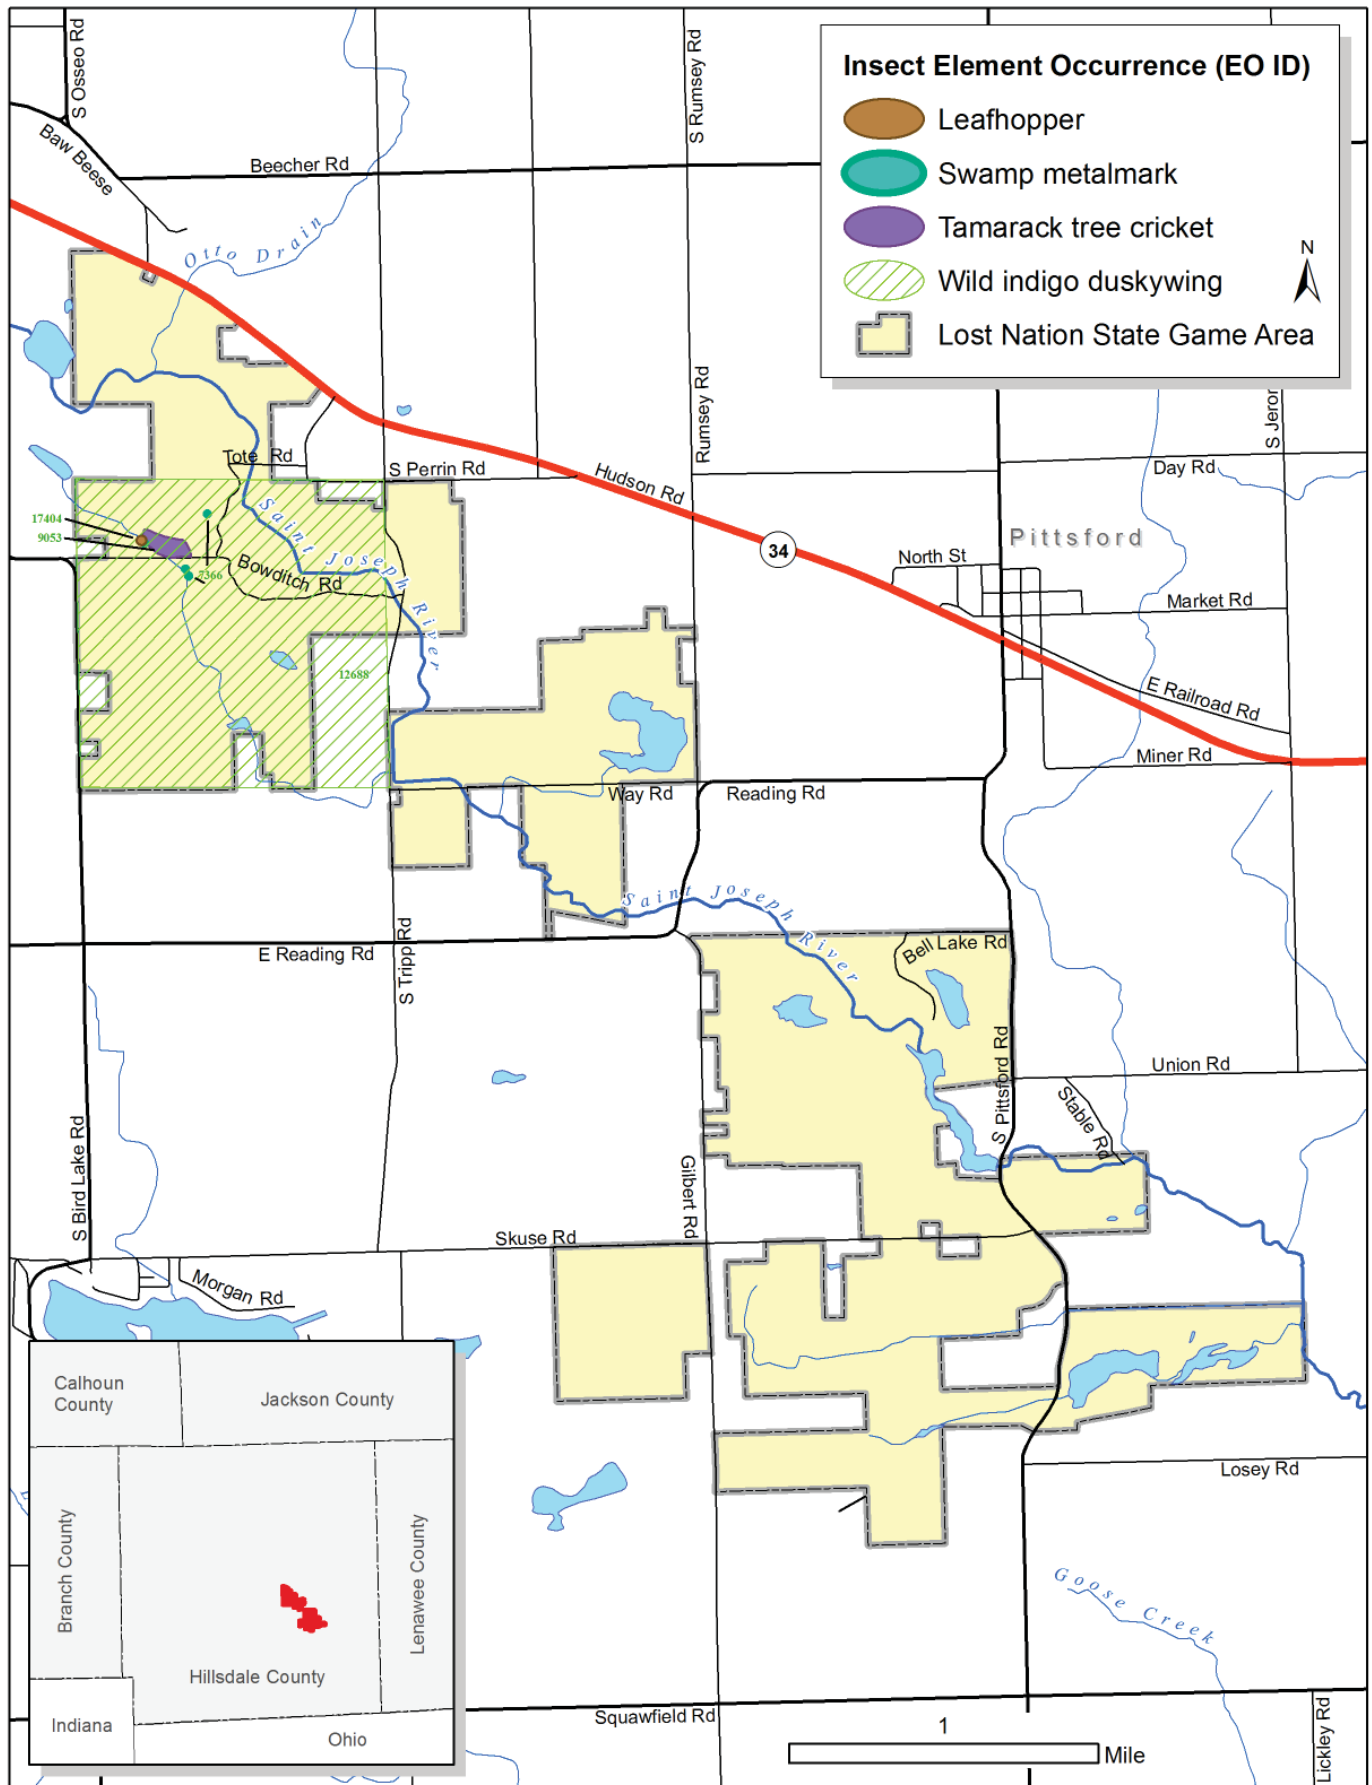 Insect Element Occurrence (EO ID)
Leafhopper
Swamp metalmark
Tamarack tree cricket
Wild indigo duskywing
Lost Nation State Game Area
N
S Osseo Rd
Baw Beese
Beecher Rd
S Rumsey Rd
Otto Drain
Rumsey Rd
S Jeror
Tote Rd
S Perrin Rd
Hudson Rd
Day Rd
17404
9053
7366
12688
Saint Joseph River
Bowditch Rd
34
Pittsford
North St
Market Rd
E Railroad Rd
Miner Rd
Way Rd
Reading Rd
Saint Joseph River
E Reading Rd
S Tripp Rd
Bell Lake Rd
S Pittsford Rd
Union Rd
Stable Rd
S Bird Lake Rd
Gilbert Rd
Skuse Rd
Morgan Rd
Losey Rd
Goose Creek
Squawfield Rd
Lickley Rd
Calhoun
County
Jackson County
Branch County
Lenawee County
Hillsdale County
Indiana
Ohio
1
Mile